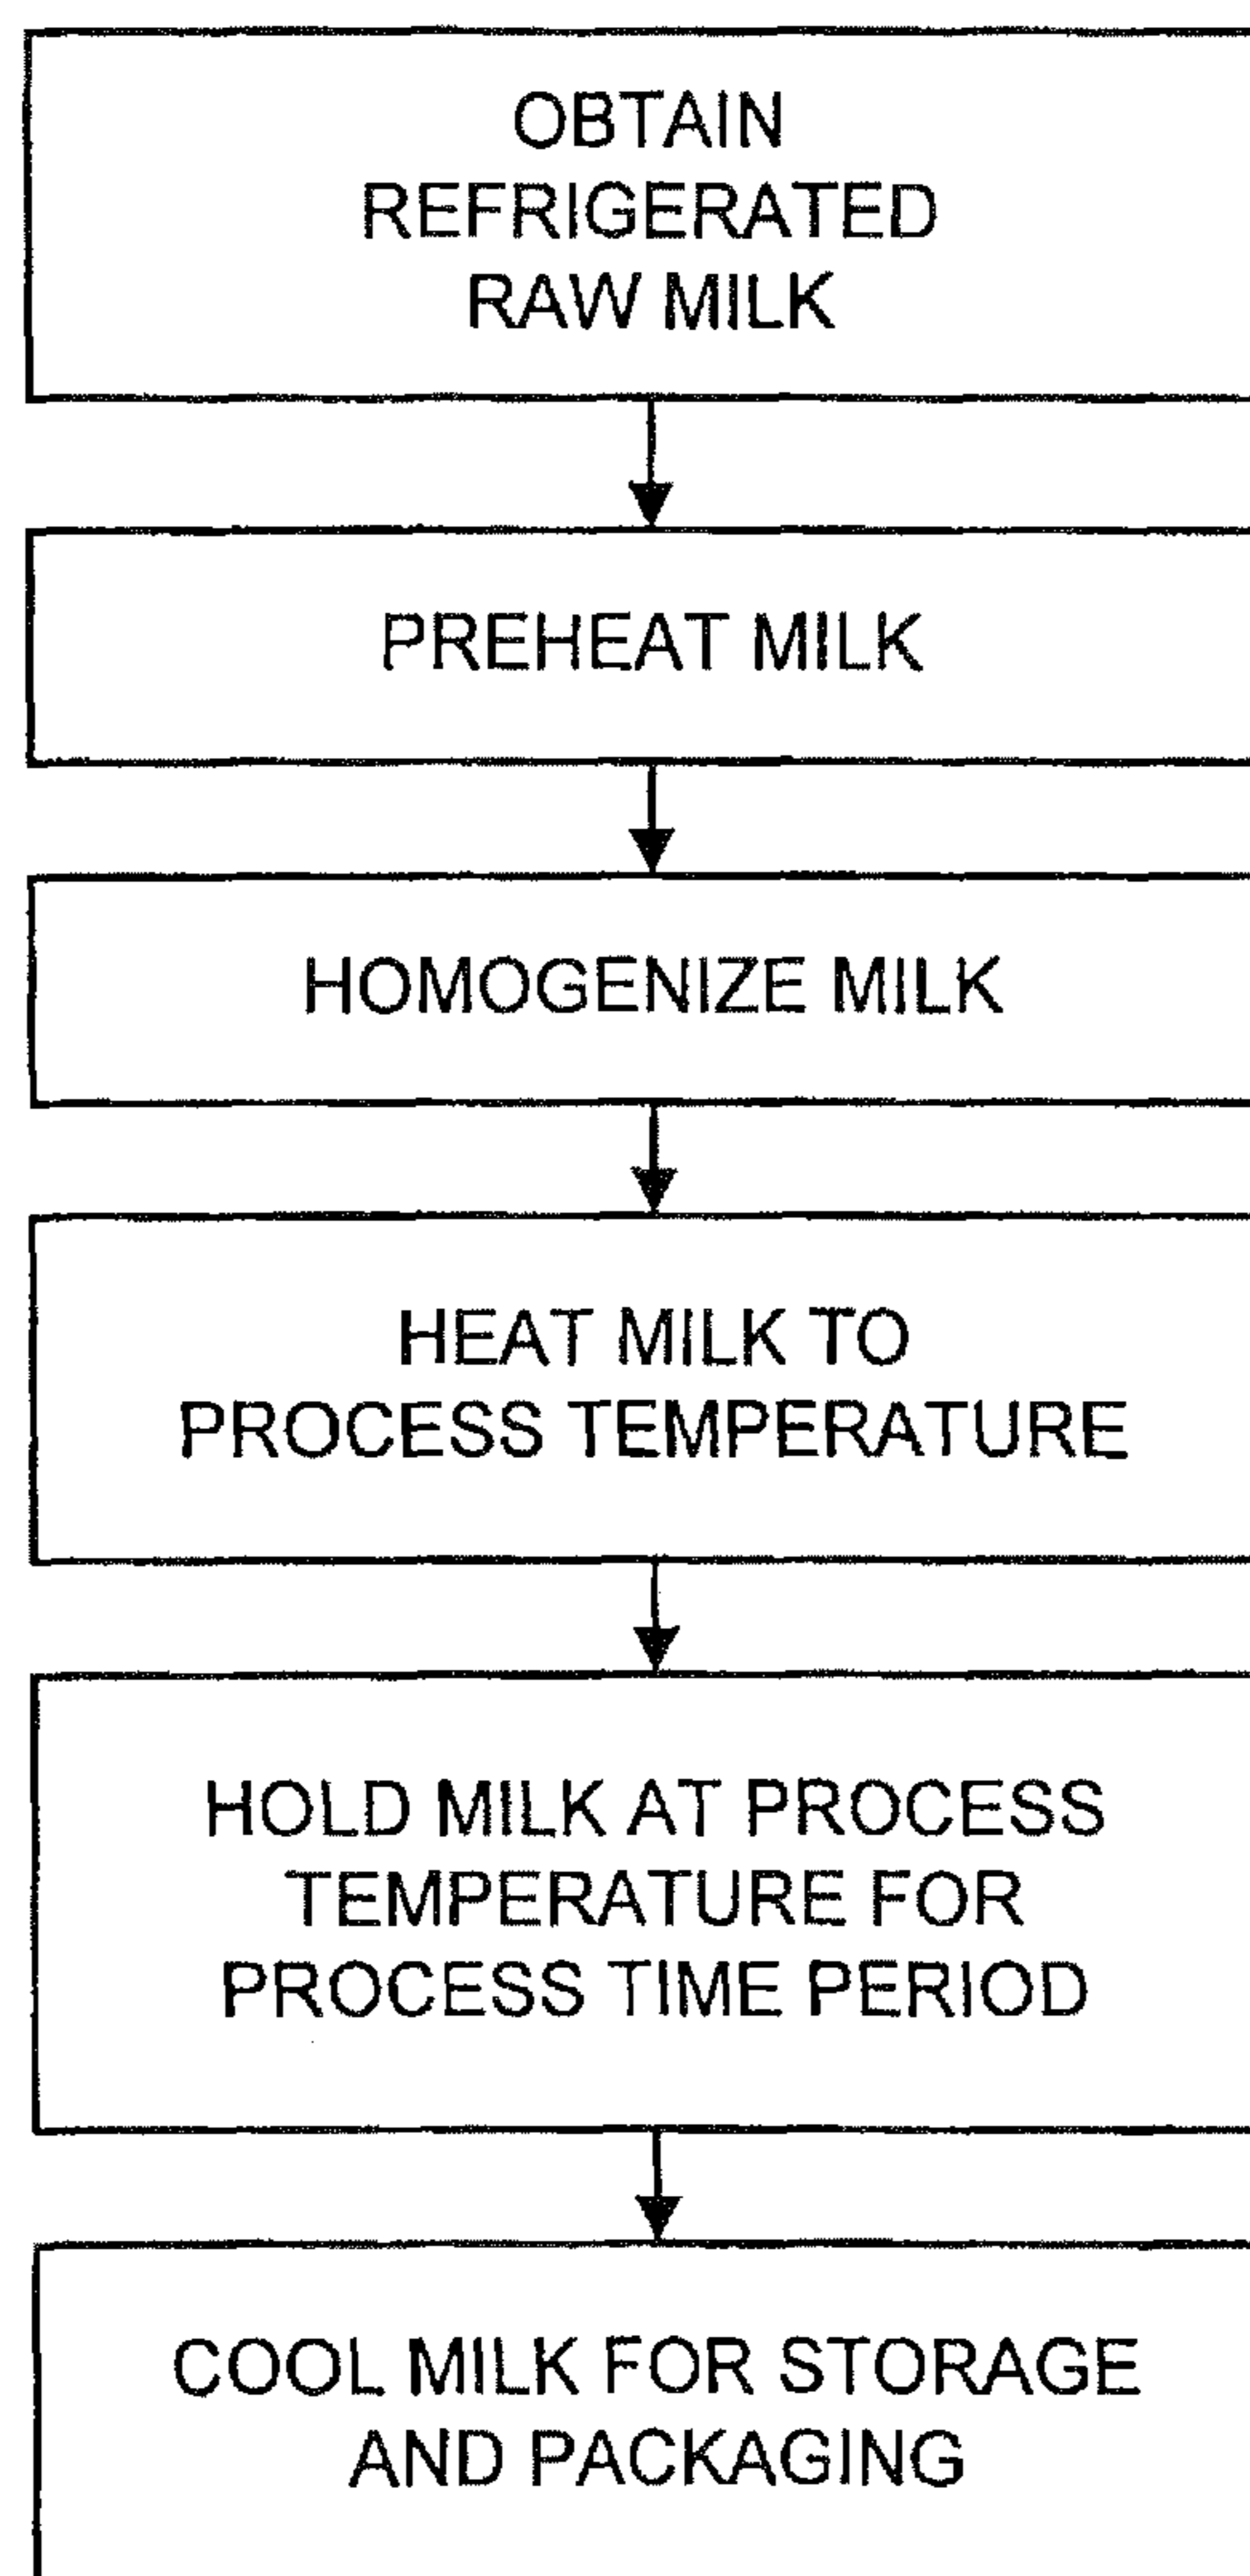 OBTAIN
REFRIGERATED
RAW MILK
PREHEAT MILK
HOMOGENIZE MILK
HEAT MILK TO
PROCESS TEMPERATURE
HOLD MILK AT PROCESS
TEMPERATURE FOR
PROCESS TIME PERIOD
COOL MILK FOR STORAGE
AND PACKAGING